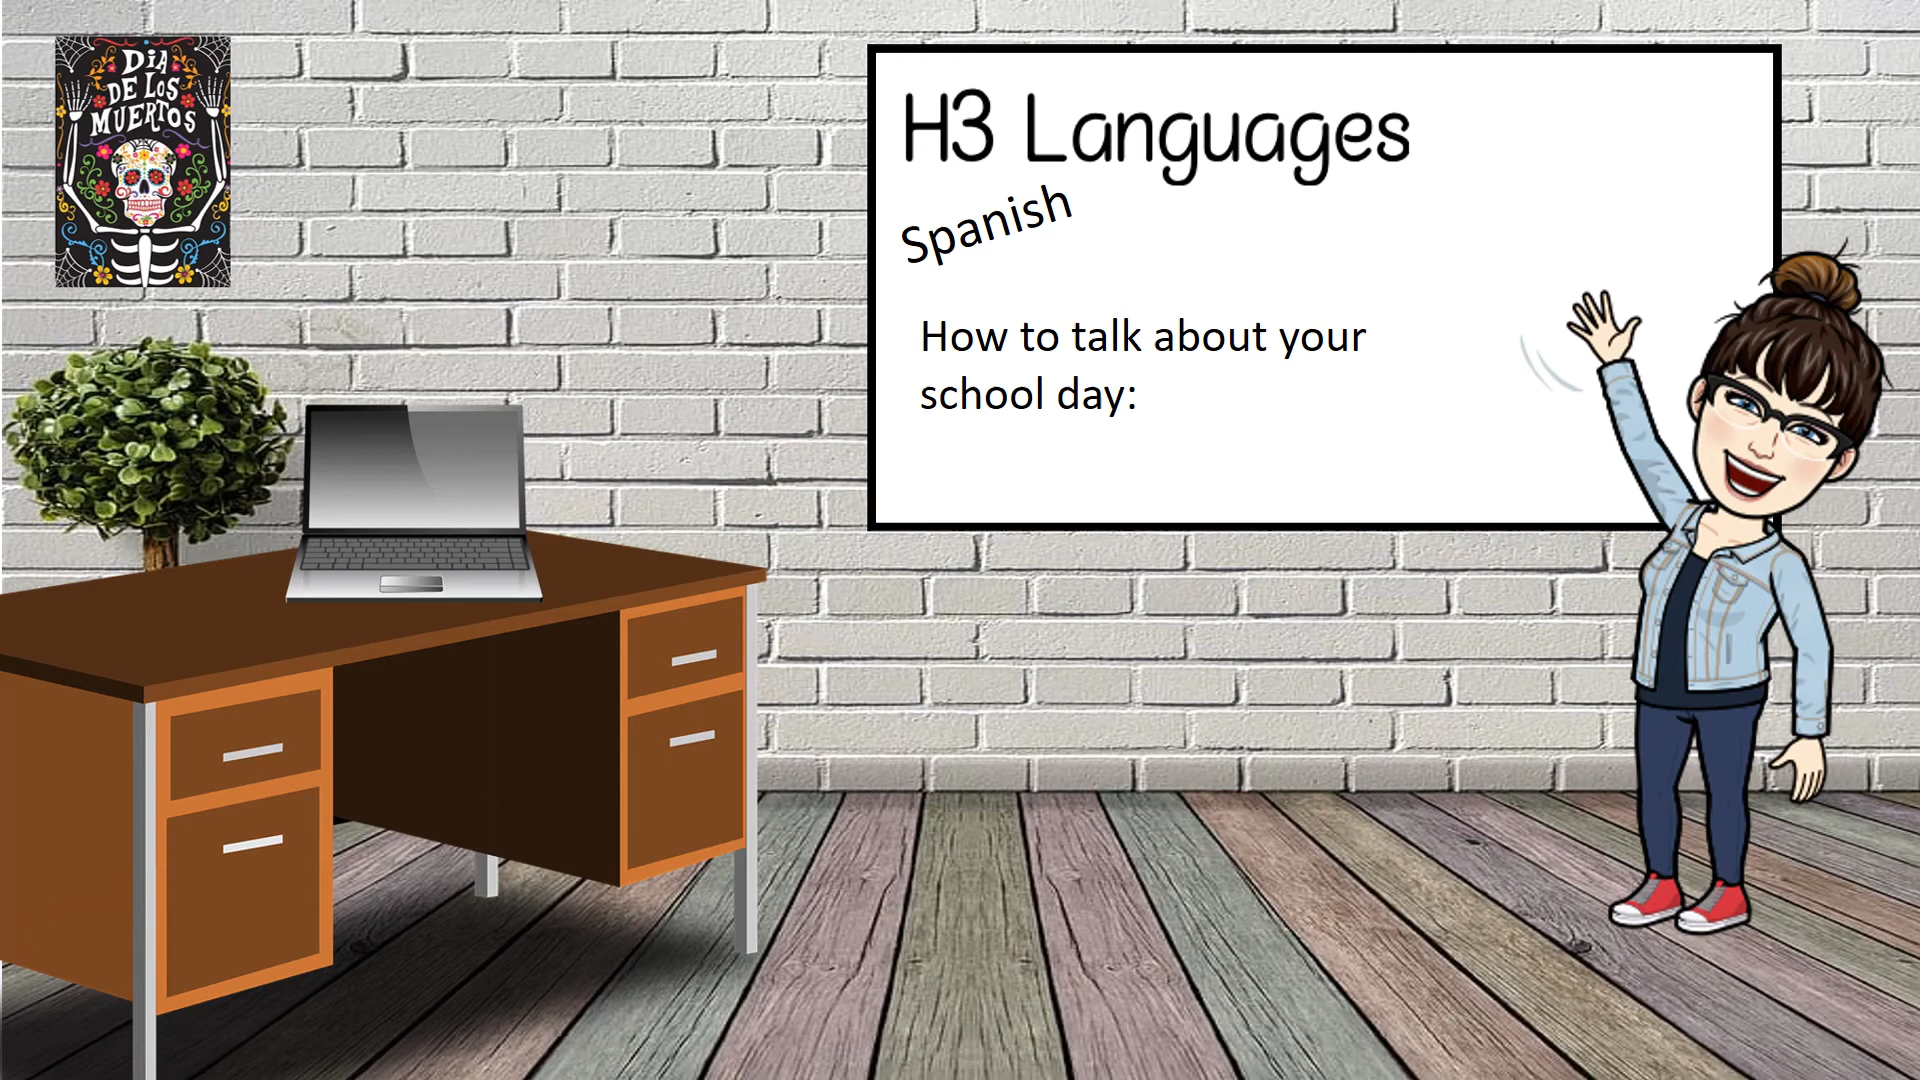 DiA
DE LOS
MUERTOS
H3 Languages
Spanish
How to talk about your
school day: